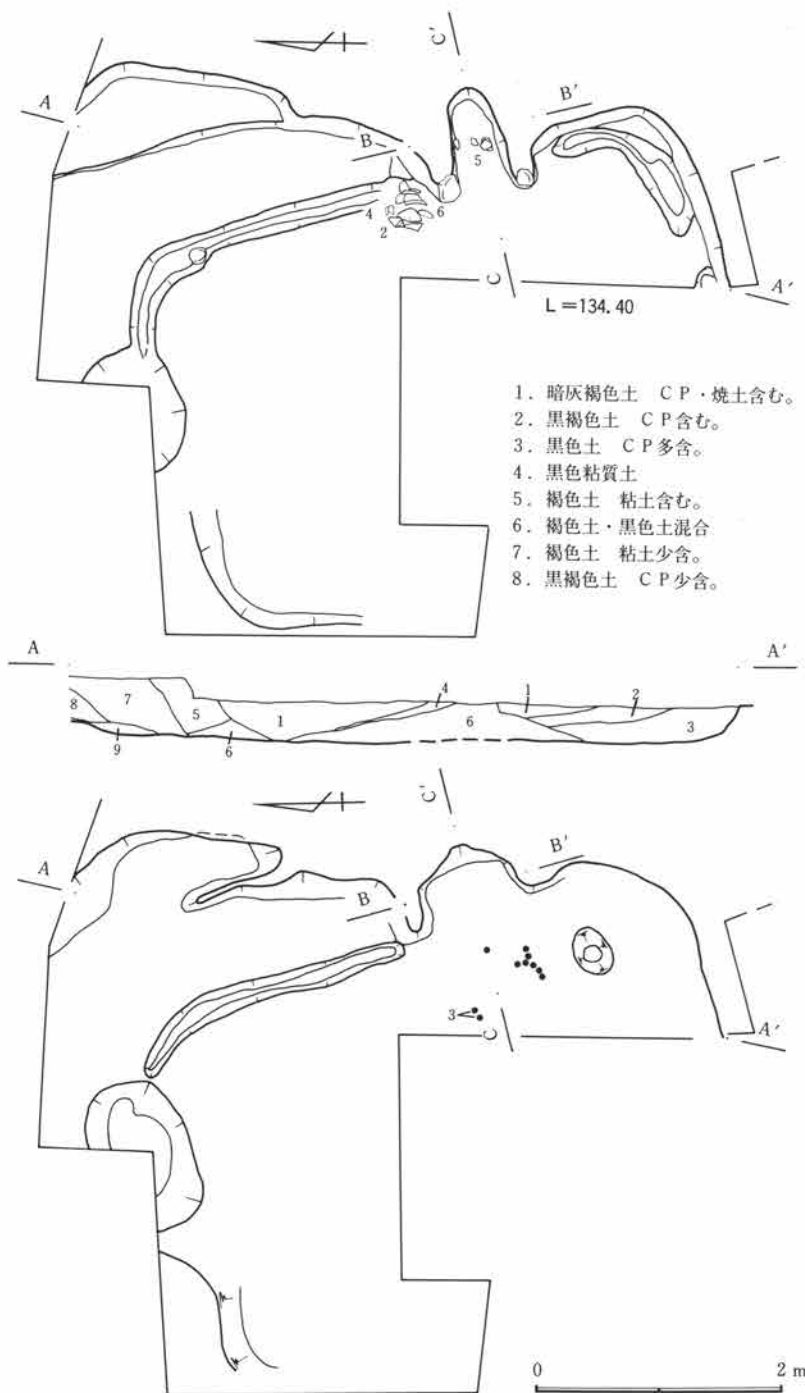 C′
A
B′
B
5
4
6
2
C
A′
L＝134.40
1．暗灰褐色土　ＣＰ・焼土含む。
2．黒褐色土　ＣＰ含む。
3．黒色土　ＣＰ多含。
4．黒色粘質土
5．褐色土　粘土含む。
6．褐色土・黒色土混合
7．褐色土　粘土少含。
8．黒褐色土　ＣＰ少含。
A
A′
8
7
5
1
4
6
1
2
3
9
6
C′
A
B′
B
3
C
A′
0
2 m